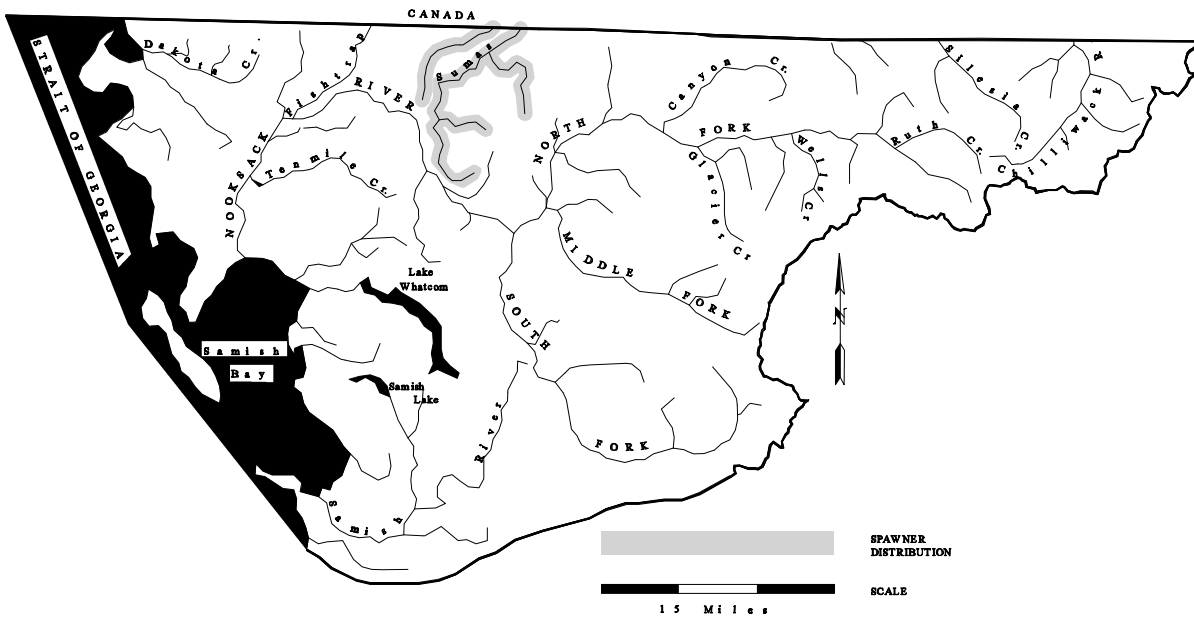 CANADA
STRAIT OF GEORGIA
Dakota Cr.
Fishtrap
Sumas
RIVER
NOOKSACK
Tenmile Cr.
NORTH
FORK
Canyon Cr.
Glacier Cr
Wells Cr
Ruth Cr.
Silesia Cr.
Chilliwack R
MIDDLE
FORK
Lake
Whatcom
SOUTH
FORK
Samish
Bay
Samish
Lake
Samish
River
N
SPAWNER
DISTRIBUTION
SCALE
15 Miles